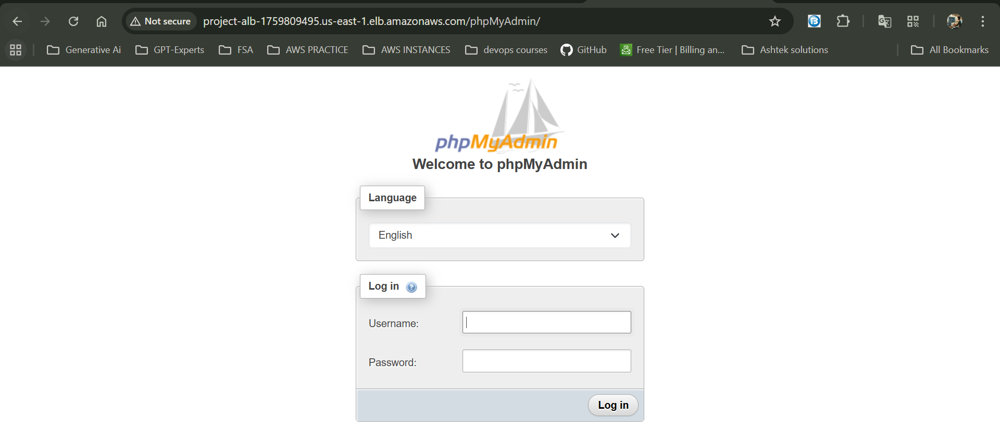 Not secure
project-alb-1759809495.us-east-1.elb.amazonaws.com/phpMyAdmin/
Generative Ai
GPT-Experts
FSA
AWS PRACTICE
AWS INSTANCES
devops courses
GitHub
Free Tier | Billing an...
Ashtek solutions
All Bookmarks
phpMyAdmin
Welcome to phpMyAdmin
Language
English
Log in
Username:
Password:
Log in